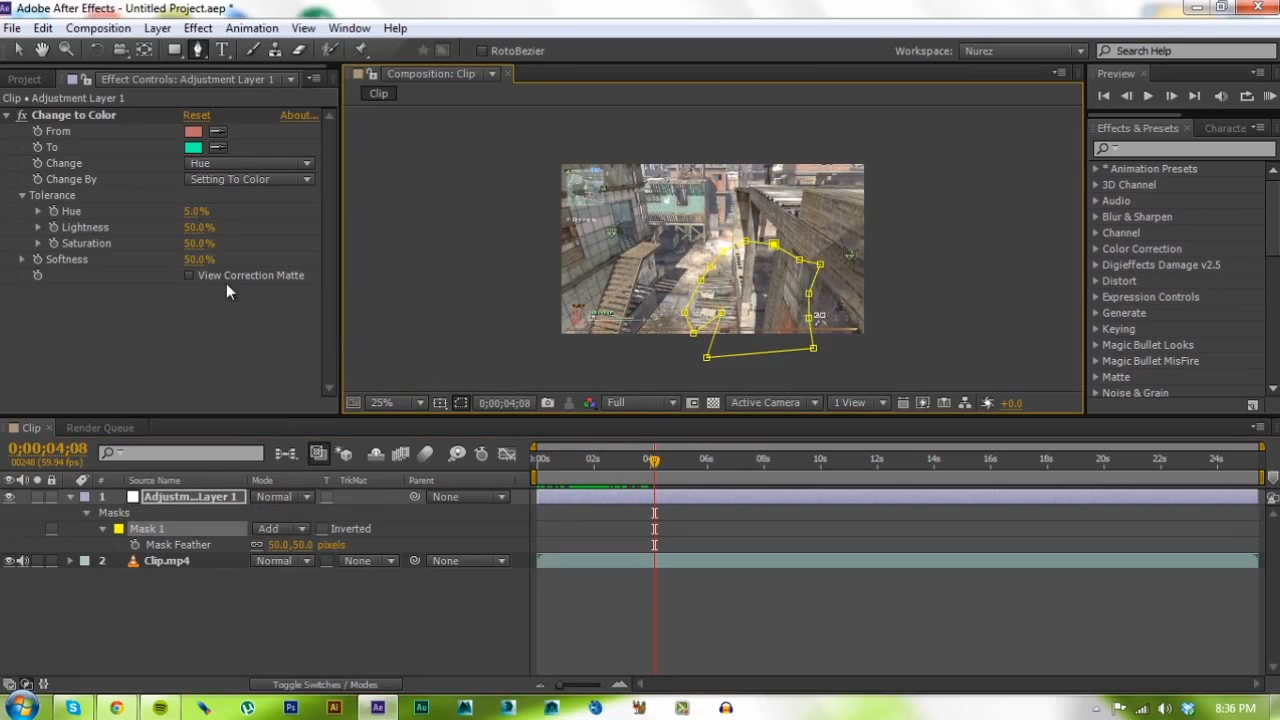 Adobe After Effects - Untitled Project.aep *
File Edit Composition Layer Effect Animation View Window Help
RotoBezier Workspace: Nurez Search Help
Project Effect Controls: Adjustment Layer 1 Composition: Clip Preview
Clip • Adjustment Layer 1 Clip
fx Change to Color Reset About...
From
To
Change Hue
Change By Setting To Color
Tolerance
Hue 5.0%
Lightness 50.0%
Saturation 50.0%
Softness 50.0%
View Correction Matte
30
25% 0;00;04;08 Full Active Camera 1 View +0.0
Effects & Presets Characte
* Animation Presets
3D Channel
Audio
Blur & Sharpen
Channel
Color Correction
Digieffects Damage v2.5
Distort
Expression Controls
Generate
Keying
Magic Bullet Looks
Magic Bullet MisFire
Matte
Noise & Grain
Clip Render Queue
0;00;04;08
00248 (59.94 fps)
:00s 02s 04s 06s 08s 10s 12s 14s 16s 18s 20s 22s 24s
# Source Name Mode T TrkMat Parent
1 Adjustm...Layer 1 Normal None
Masks
Mask 1 Add Inverted
Mask Feather 50.0,50.0 pixels
2 Clip.mp4 Normal None None
Toggle Switches / Modes
Ps Ai Ae Au
8:36 PM